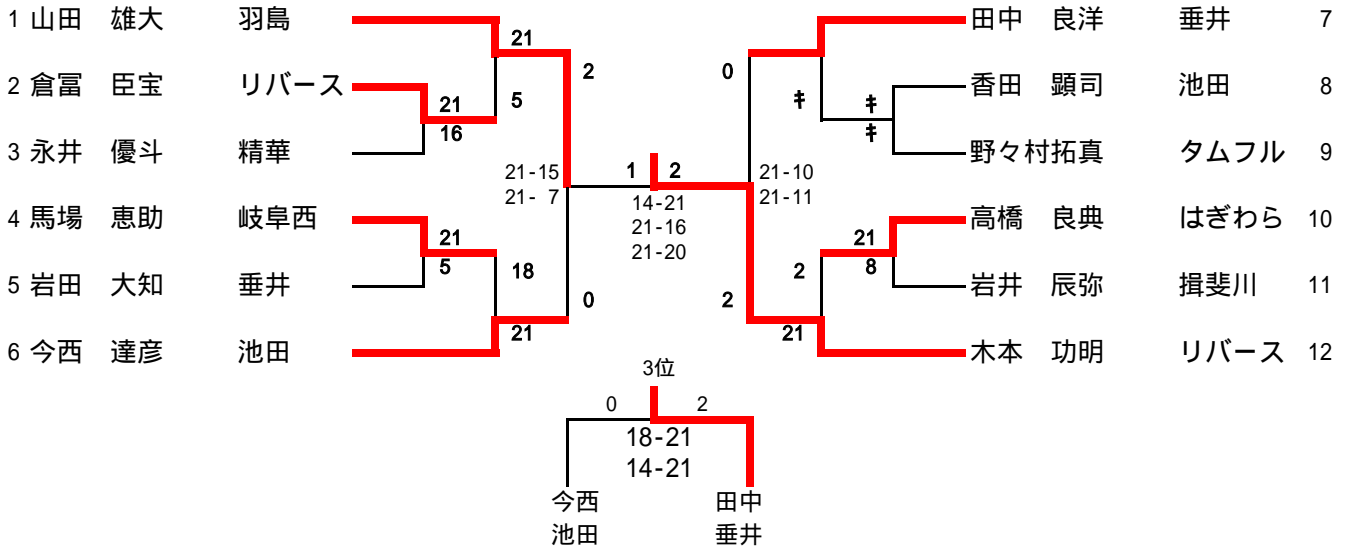 1 山田 雄大 羽島
21
田中 良洋 垂井 7
2
0
2 倉冨 臣宝 リバース
21
5
キ
キ
香田 顕司 池田 8
16
キ
3 永井 優斗 精華
野々村拓真 タムフル 9
21-15
21- 7
1 2
21-10
21-11
14-21
21-16
21-20
4 馬場 恵助 岐阜西
21
5
18
高橋 良典 はぎわら 10
21
8
2
5 岩田 大知 垂井
0
2
岩井 辰弥 揖斐川 11
21
21
6 今西 達彦 池田
木本 功明 リバース 12
3位
0 2
18-21
14-21
今西 田中
池田 垂井